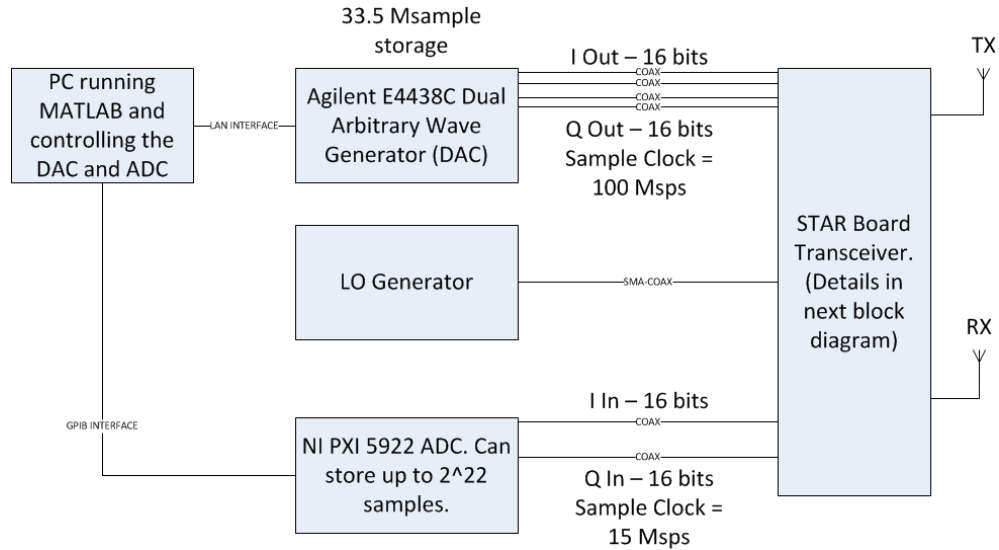 33.5 Msample
storage
PC running
MATLAB and
controlling the
DAC and ADC
LAN INTERFACE
Agilent E4438C Dual
Arbitrary Wave
Generator (DAC)
I Out – 16 bits
COAX
COAX
COAX
COAX
Q Out – 16 bits
Sample Clock =
100 Msps
TX
STAR Board
Transceiver.
(Details in
next block
diagram)
LO Generator
SMA-COAX
RX
GPIB INTERFACE
NI PXI 5922 ADC. Can
store up to 2^22
samples.
I In – 16 bits
COAX
COAX
Q In – 16 bits
Sample Clock =
15 Msps